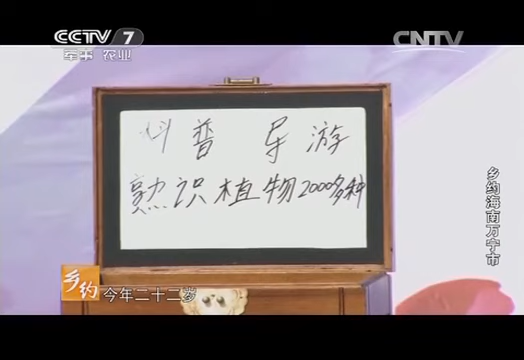 CCTV 7
军事 农业
CNTV
科普 导游
熟识植物2000多种
乡约海南万宁市
乡约
今年二十二岁